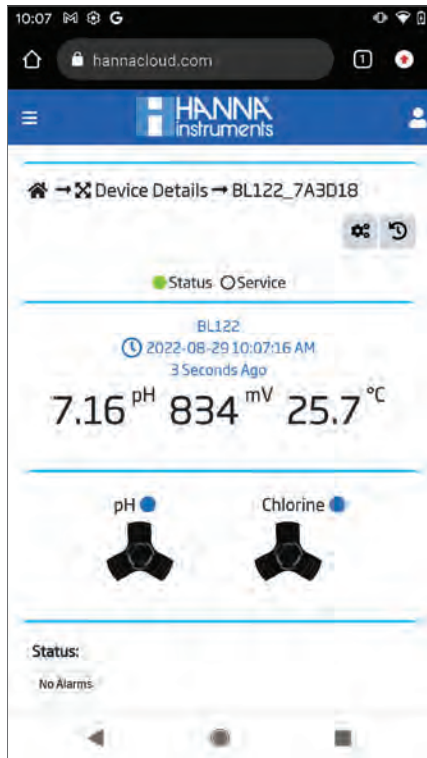 10:07 M G
hannacloud.com 1
HANNA
instruments
Device Details → BL122_7A3D18
Status Service
BL122
2022-08-29 10:07:16 AM
3 Seconds Ago
7.16 pH 834 mV 25.7 °C
pH Chlorine
Status:
No Alarms